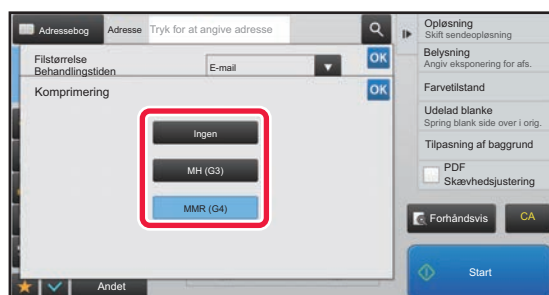 Adressebog
Adresse
Tryk for at angive adresse
Filstørrelse
Behandlingstiden
E-mail
OK
Komprimering
OK
Ingen
MH (G3)
MMR (G4)
Andet
Opløsning
Skift sendeopløsning
Belysning
Angiv eksponering for afs.
Farvetilstand
Udelad blanke
Spring blank side over i orig.
Tilpasning af baggrund
PDF
Skævhedsjustering
Forhåndsvis
CA
Start